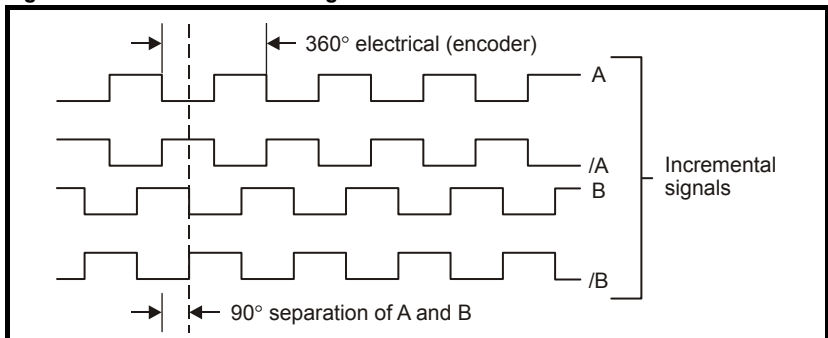 360° electrical (encoder)
A
/A
B
/B
Incremental
signals
90° separation of A and B